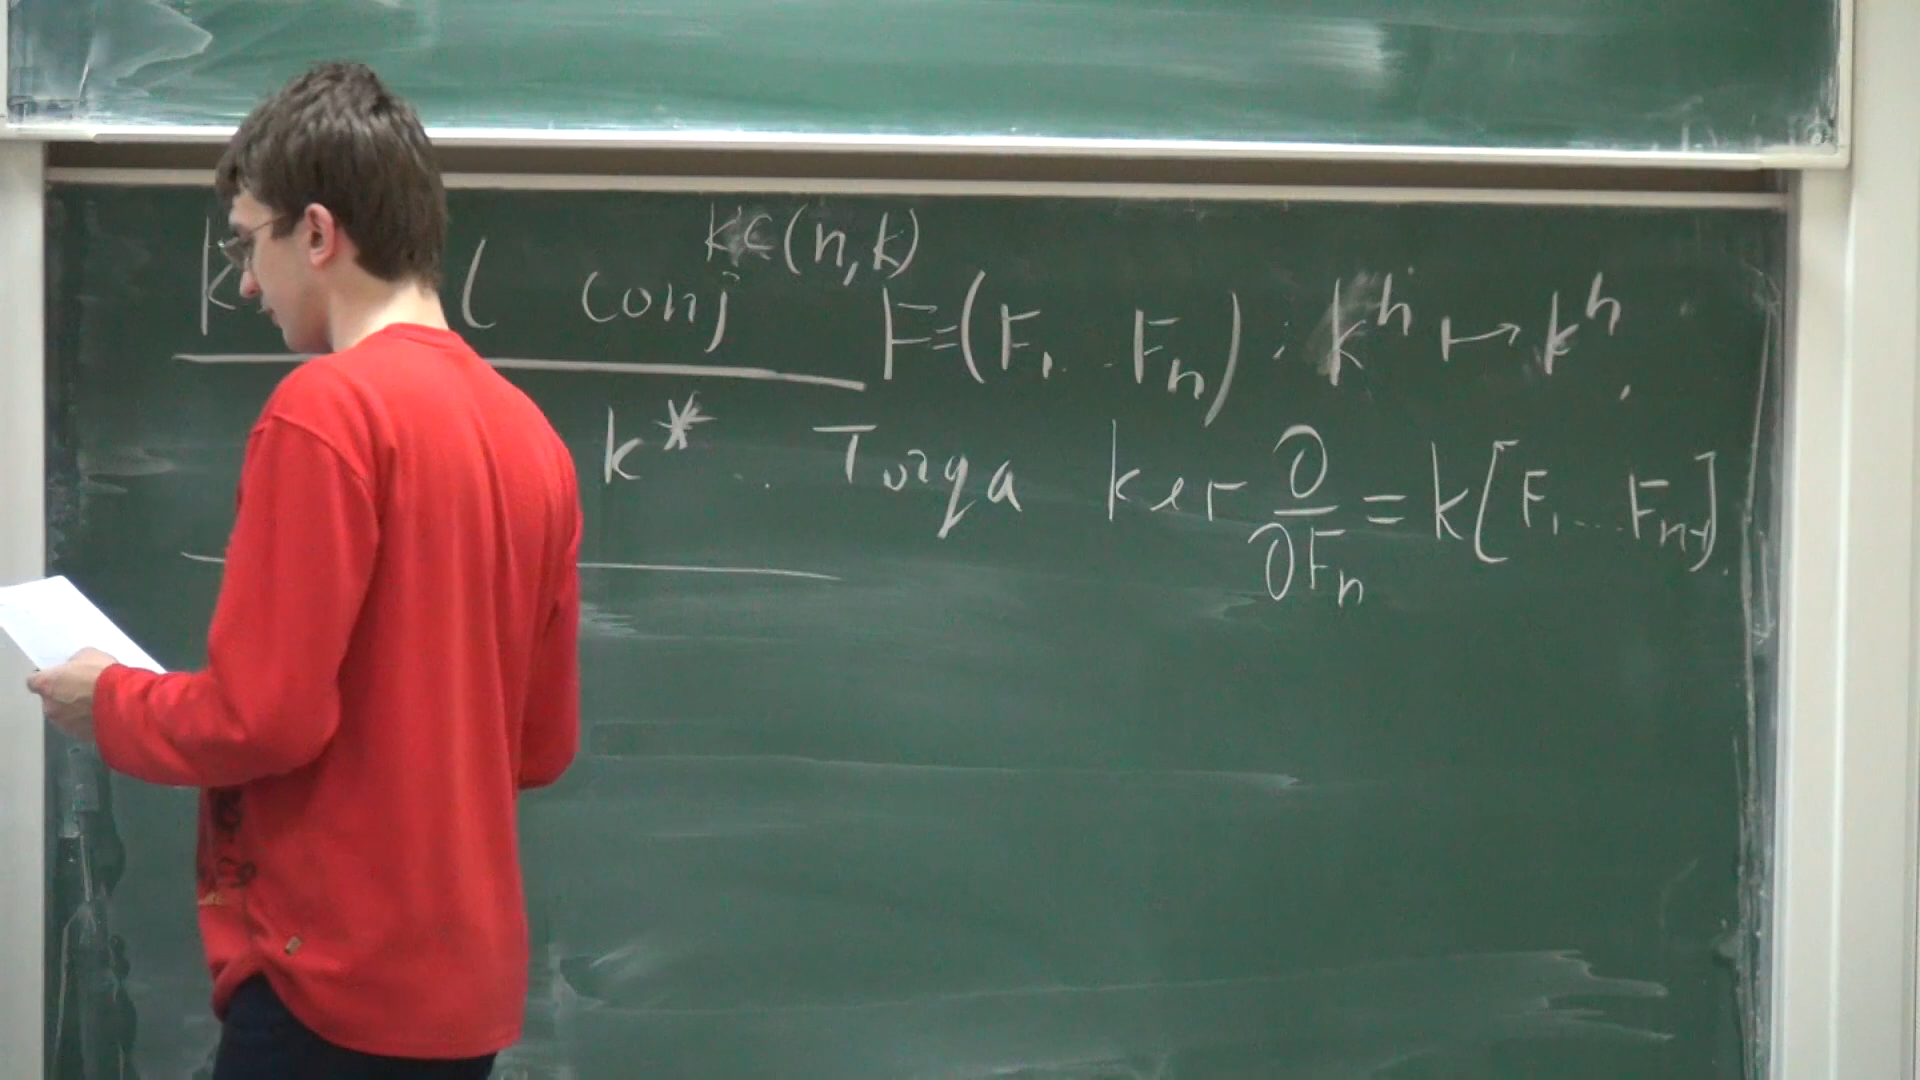 KC(n,k)
conj F=(F₁..Fₙ) : kⁿ ↦ kⁿ.
k* .. Тогда ker ∂/∂Fₙ = k[F₁...Fₙ₋₁].